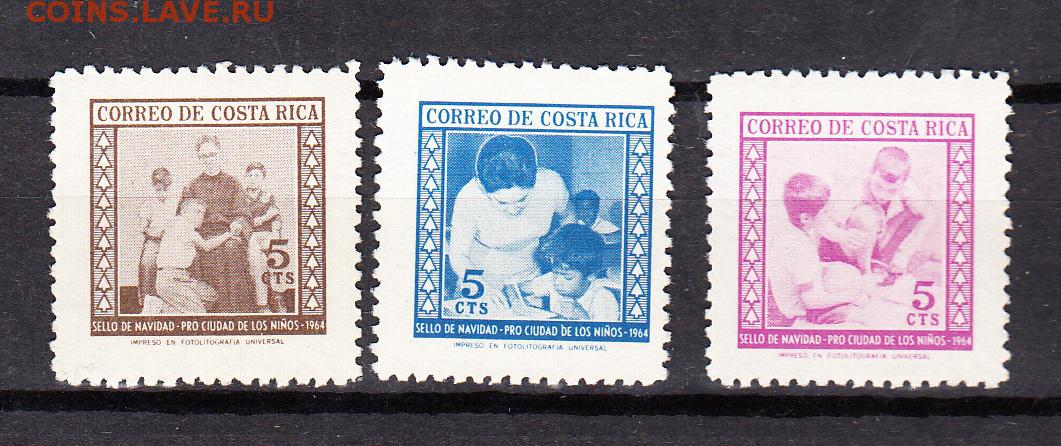 COINS.LAVE.RU
CORREO DE COSTA RICA
5
CTS
SELLO DE NAVIDAD - PRO CIUDAD DE LOS NIÑOS - 1964
IMPRESO EN FOTOLITOGRAFIA UNIVERSAL
CORREO DE COSTA RICA
5
CTS
SELLO DE NAVIDAD - PRO CIUDAD DE LOS NIÑOS - 1964
IMPRESO EN FOTOLITOGRAFIA UNIVERSAL
CORREO DE COSTA RICA
5
CTS
SELLO DE NAVIDAD - PRO CIUDAD DE LOS NIÑOS - 1964
IMPRESO EN FOTOLITOGRAFIA UNIVERSAL